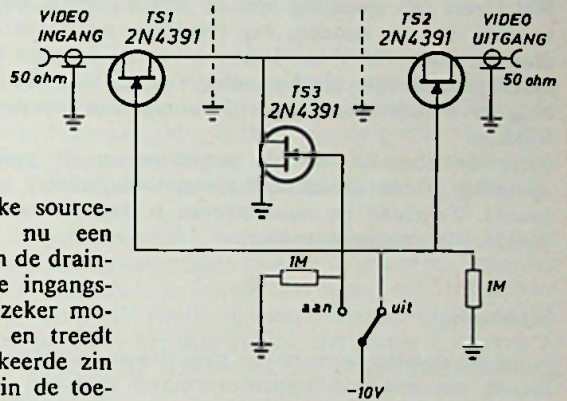 VIDEO INGANG
TS1
2N4391
TS2
2N4391
VIDEO UITGANG
50 ohm
50 ohm
TS3
2N4391
1M
1M
aan
uit
-10V
ke source-
nu een
n de drain-
e ingangs-
zeker mo-
en treedt
keerde zin
in de toe-